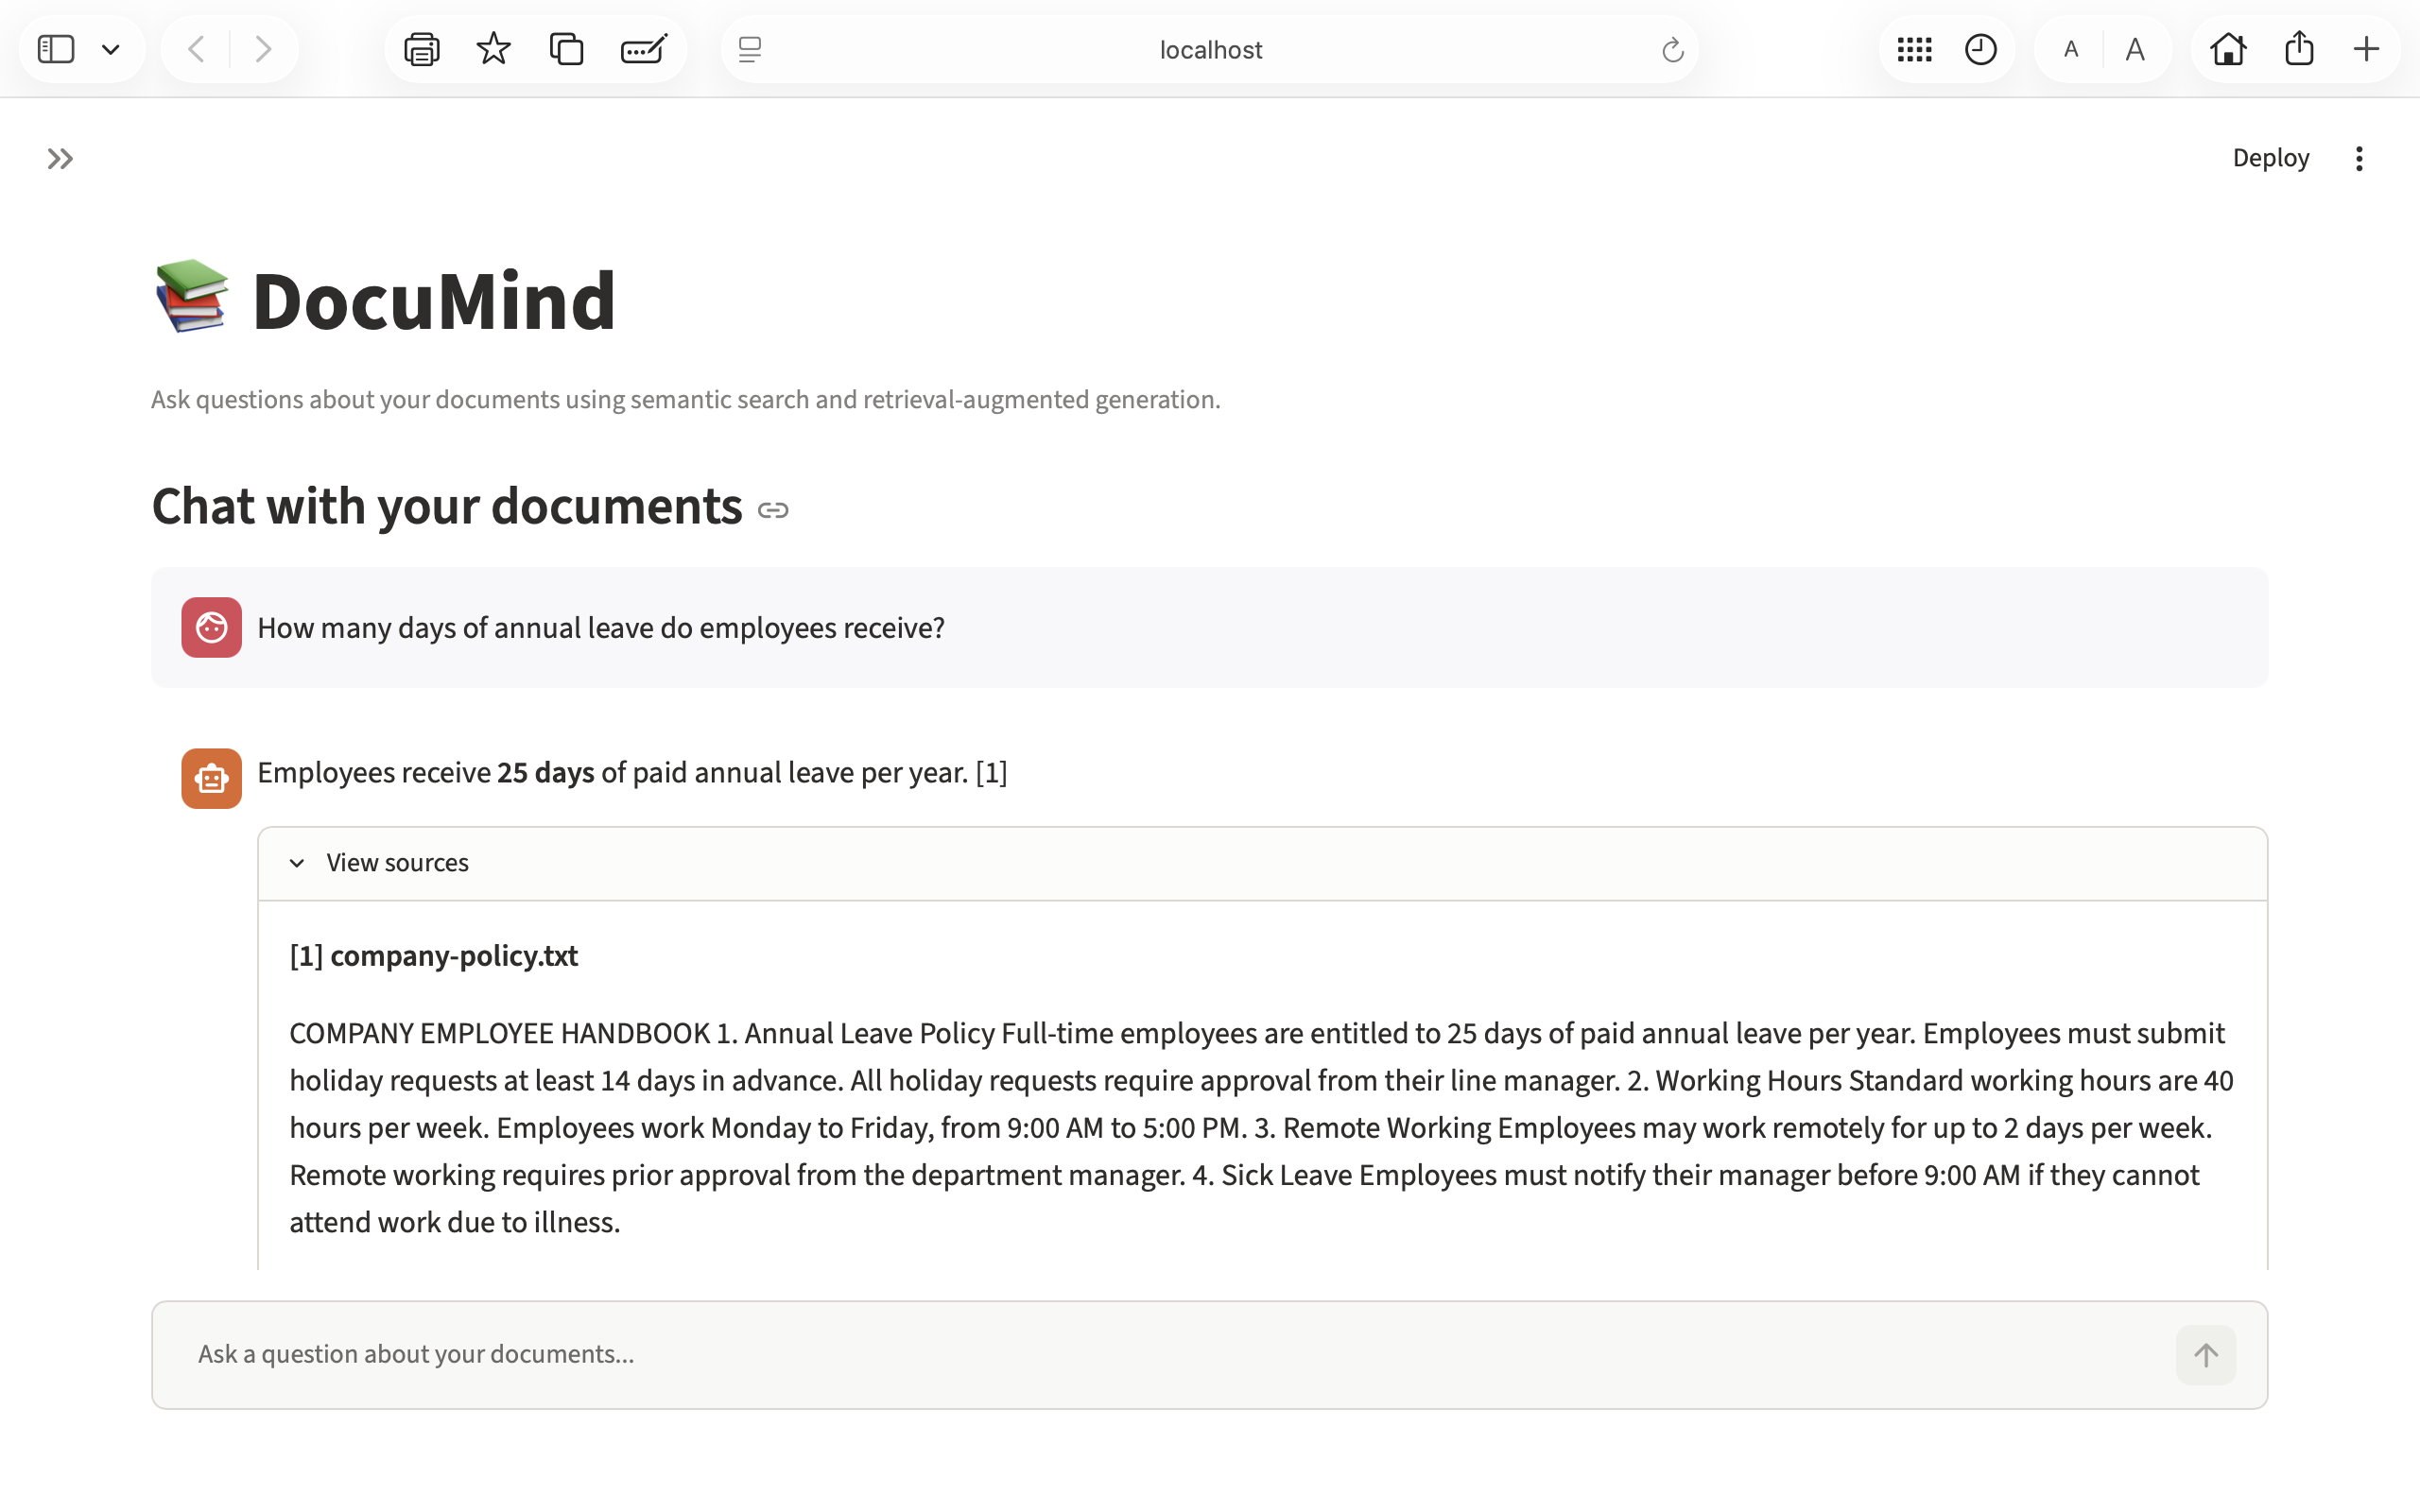 localhost
A A
Deploy
DocuMind
Ask questions about your documents using semantic search and retrieval-augmented generation.
Chat with your documents
How many days of annual leave do employees receive?
Employees receive 25 days of paid annual leave per year. [1]
View sources
[1] company-policy.txt
COMPANY EMPLOYEE HANDBOOK 1. Annual Leave Policy Full-time employees are entitled to 25 days of paid annual leave per year. Employees must submit
holiday requests at least 14 days in advance. All holiday requests require approval from their line manager. 2. Working Hours Standard working hours are 40
hours per week. Employees work Monday to Friday, from 9:00 AM to 5:00 PM. 3. Remote Working Employees may work remotely for up to 2 days per week.
Remote working requires prior approval from the department manager. 4. Sick Leave Employees must notify their manager before 9:00 AM if they cannot
attend work due to illness.
Ask a question about your documents...